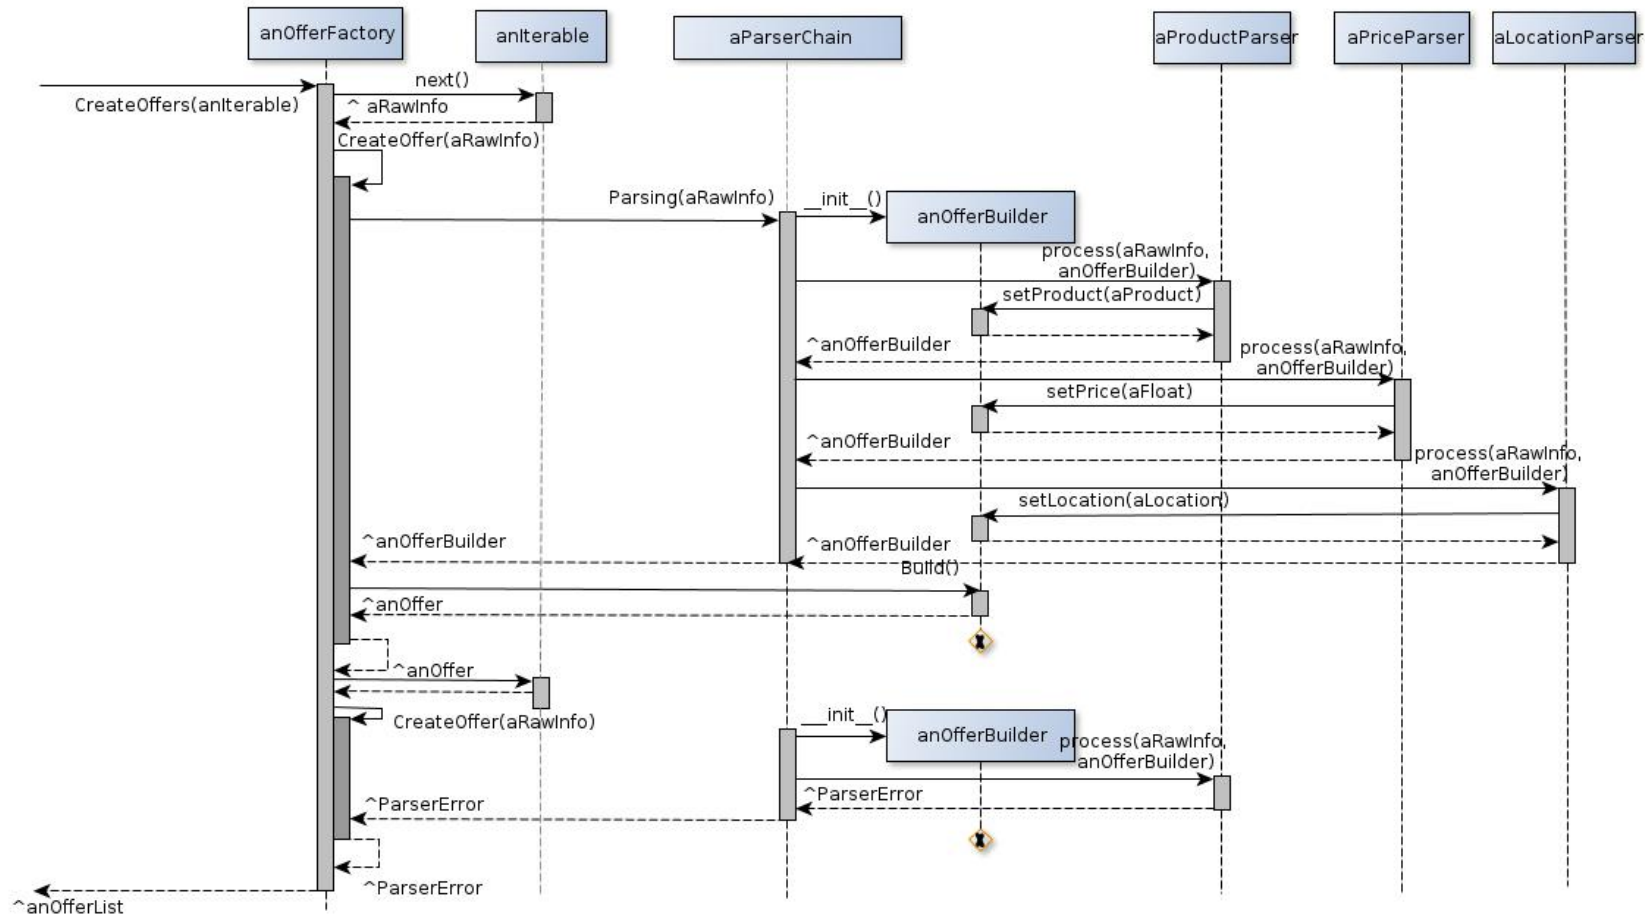 anOfferFactory
anIterable
aParserChain
aProductParser
aPriceParser
aLocationParser
next()
CreateOffers(anIterable)
^ aRawInfo
CreateOffer(aRawInfo)
Parsing(aRawInfo)
__init__()
anOfferBuilder
process(aRawInfo,
anOfferBuilder)
setProduct(aProduct)
^anOfferBuilder
process(aRawInfo,
anOfferBuilder)
setPrice(aFloat)
^anOfferBuilder
process(aRawInfo,
anOfferBuilder)
setLocation(aLocation)
^anOfferBuilder
^anOfferBuilder
Build()
^anOffer
^anOffer
CreateOffer(aRawInfo)
__init__()
anOfferBuilder
process(aRawInfo,
anOfferBuilder)
^ParserError
^ParserError
^ParserError
^anOfferList